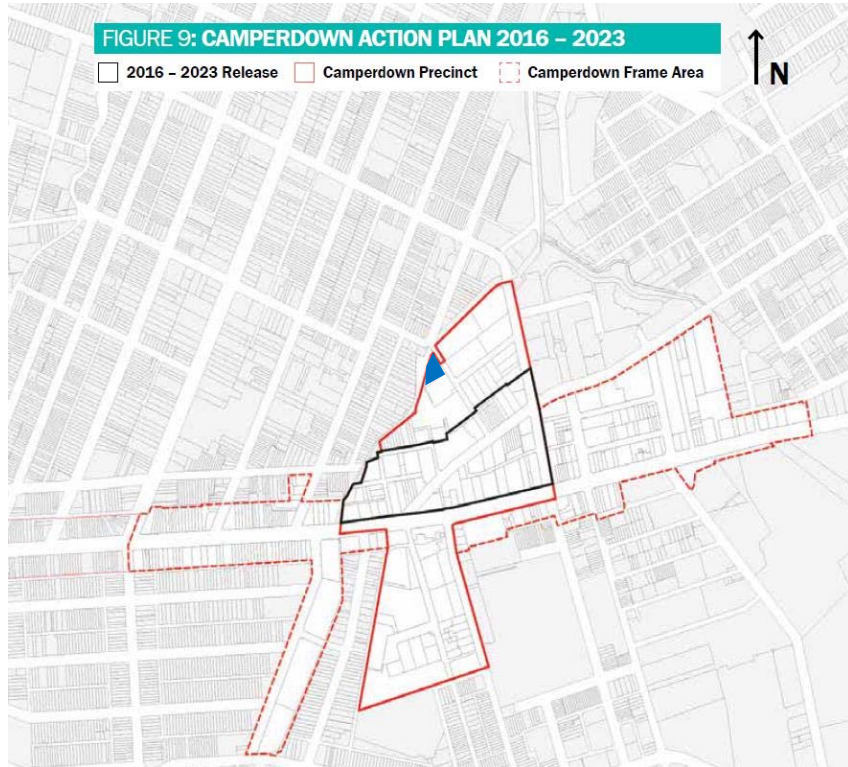 FIGURE 9: CAMPERDOWN ACTION PLAN 2016 – 2023
2016 – 2023 Release Camperdown Precinct Camperdown Frame Area
N